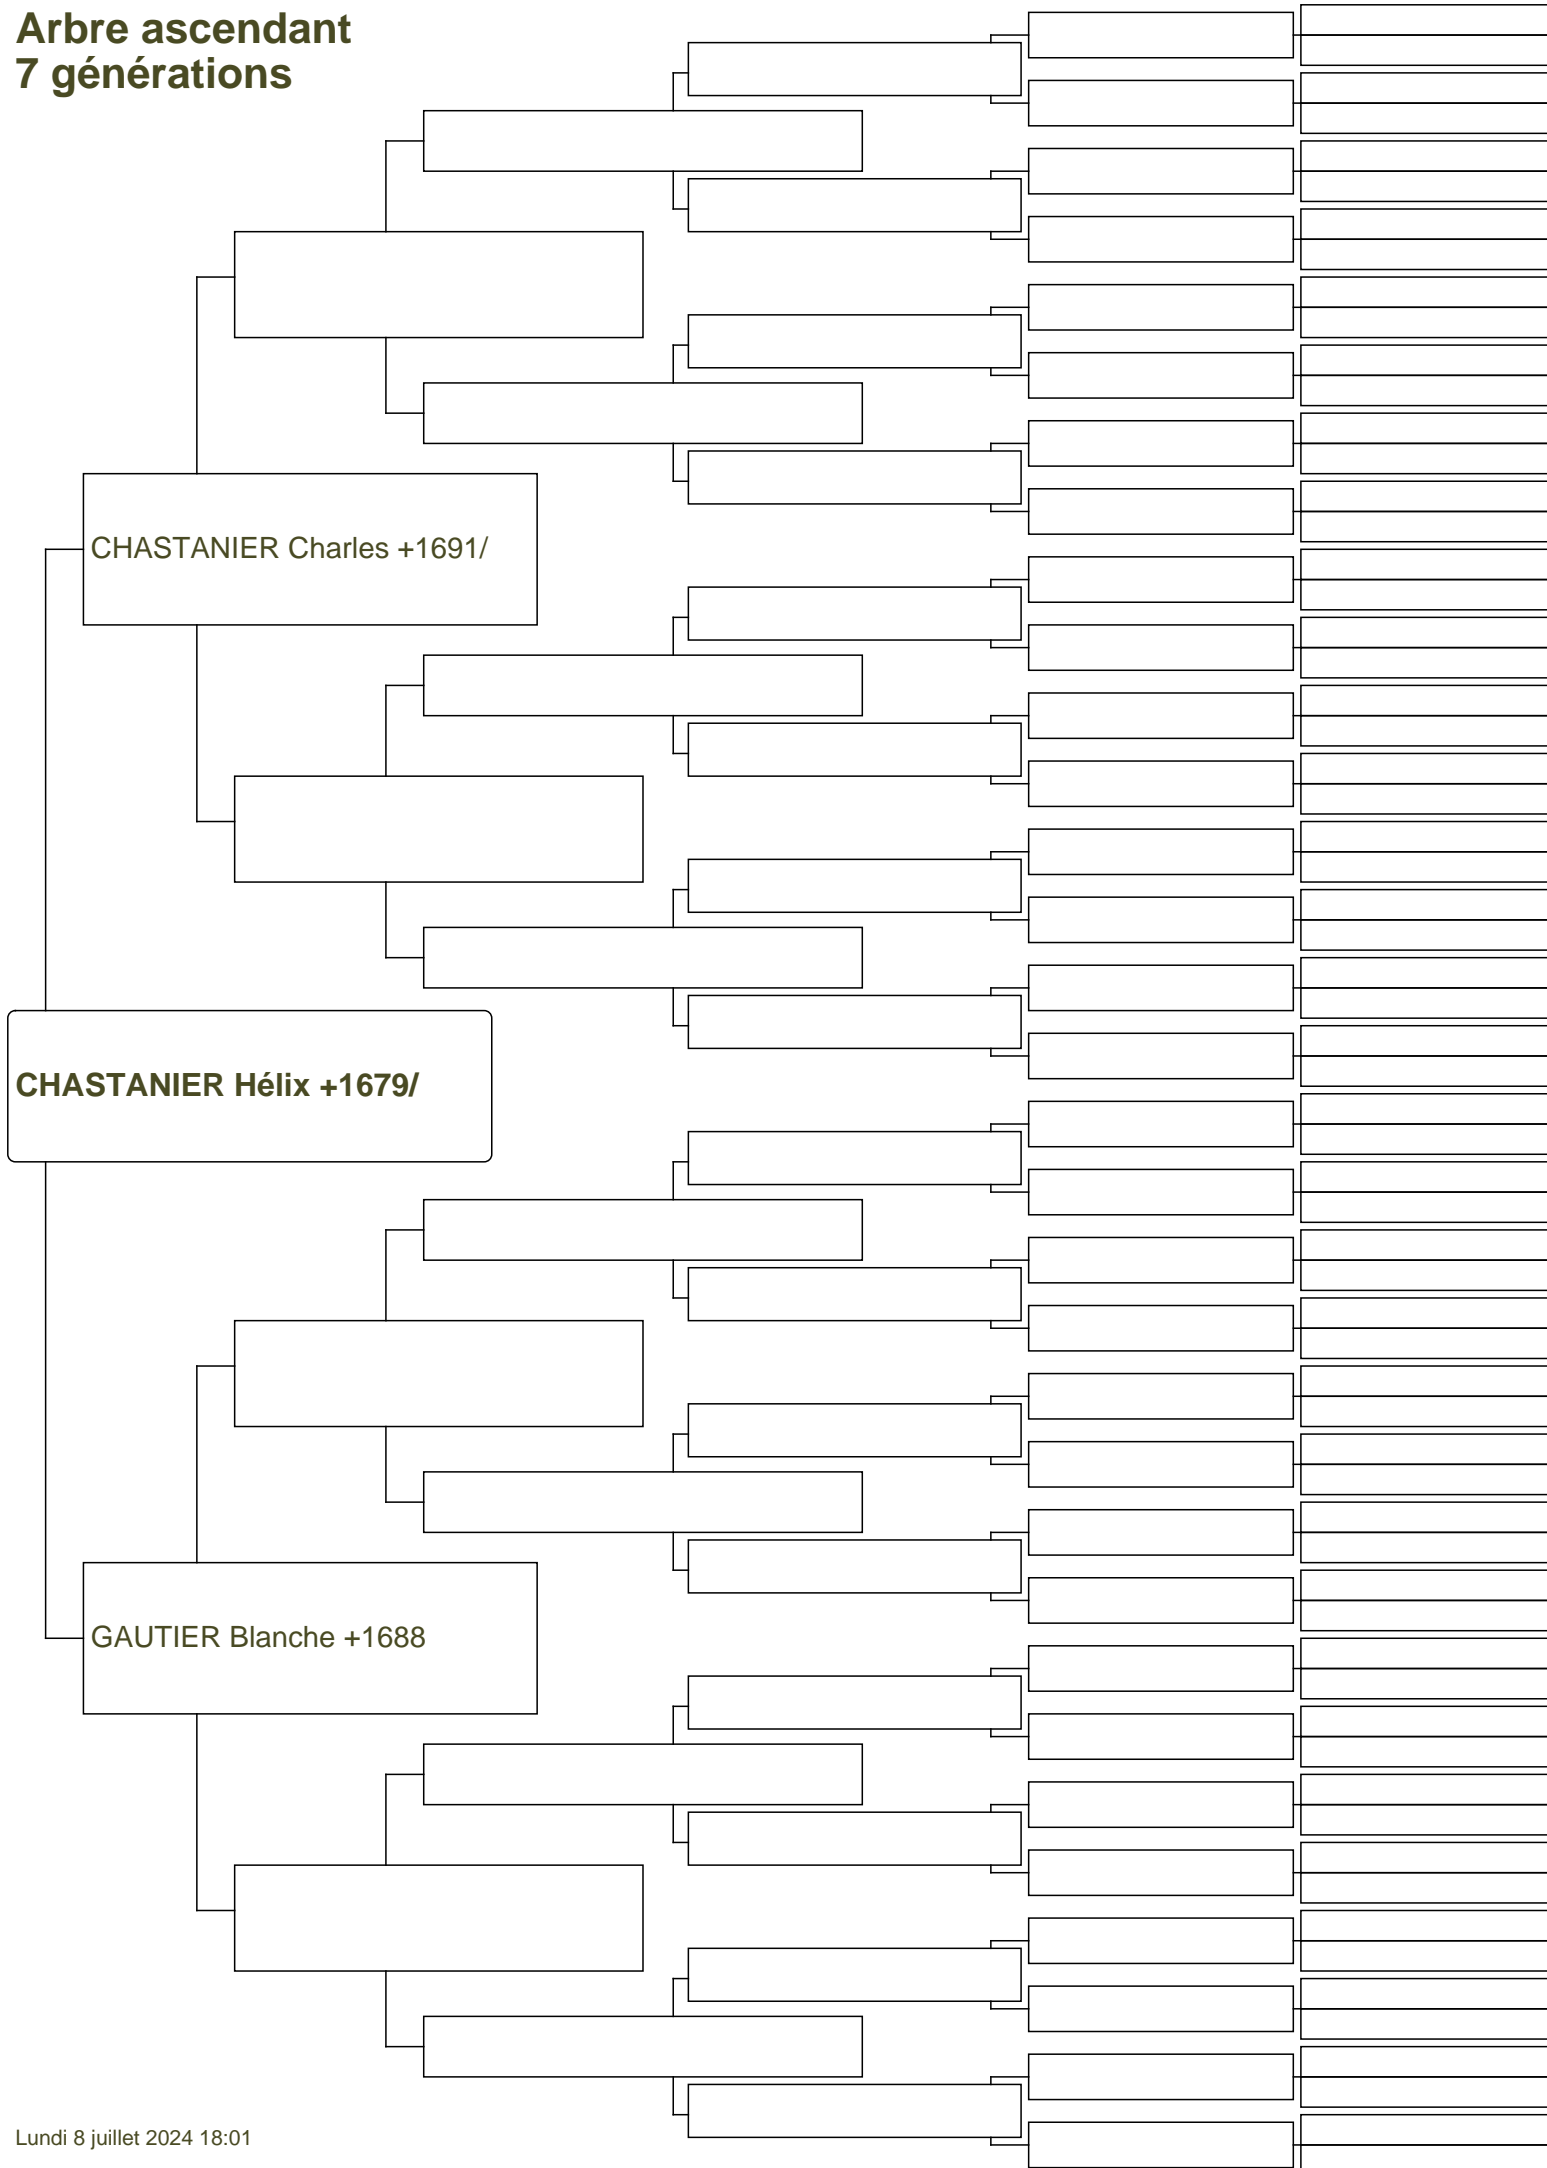 Arbre ascendant
7 générations
CHASTANIER Charles +1691/
CHASTANIER Hélix +1679/
GAUTIER Blanche +1688
Lundi 8 juillet 2024 18:01